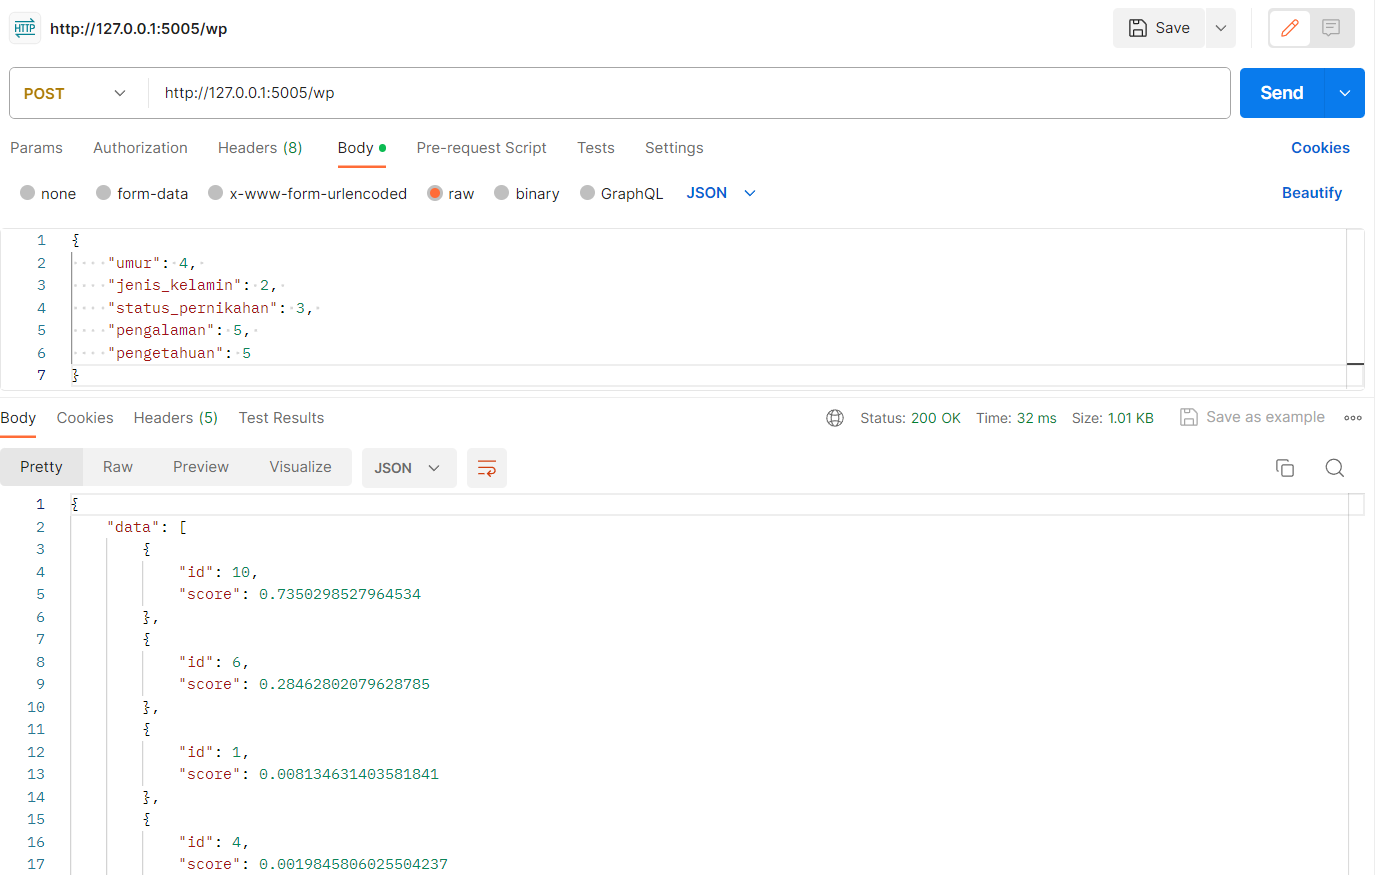 HTTP http://127.0.0.1:5005/wp Save
POST http://127.0.0.1:5005/wp Send
Params Authorization Headers (8) Body Pre-request Script Tests Settings Cookies
none form-data x-www-form-urlencoded raw binary GraphQL JSON Beautify
1 {
2 "umur": 4,
3 "jenis_kelamin": 2,
4 "status_pernikahan": 3,
5 "pengalaman": 5,
6 "pengetahuan": 5
7 }
Body Cookies Headers (5) Test Results Status: 200 OK Time: 32 ms Size: 1.01 KB Save as example
Pretty Raw Preview Visualize JSON
1 {
2 "data": [
3 {
4 "id": 10,
5 "score": 0.7350298527964534
6 },
7 {
8 "id": 6,
9 "score": 0.28462802079628785
10 },
11 {
12 "id": 1,
13 "score": 0.008134631403581841
14 },
15 {
16 "id": 4,
17 "score": 0.0019845806025504237